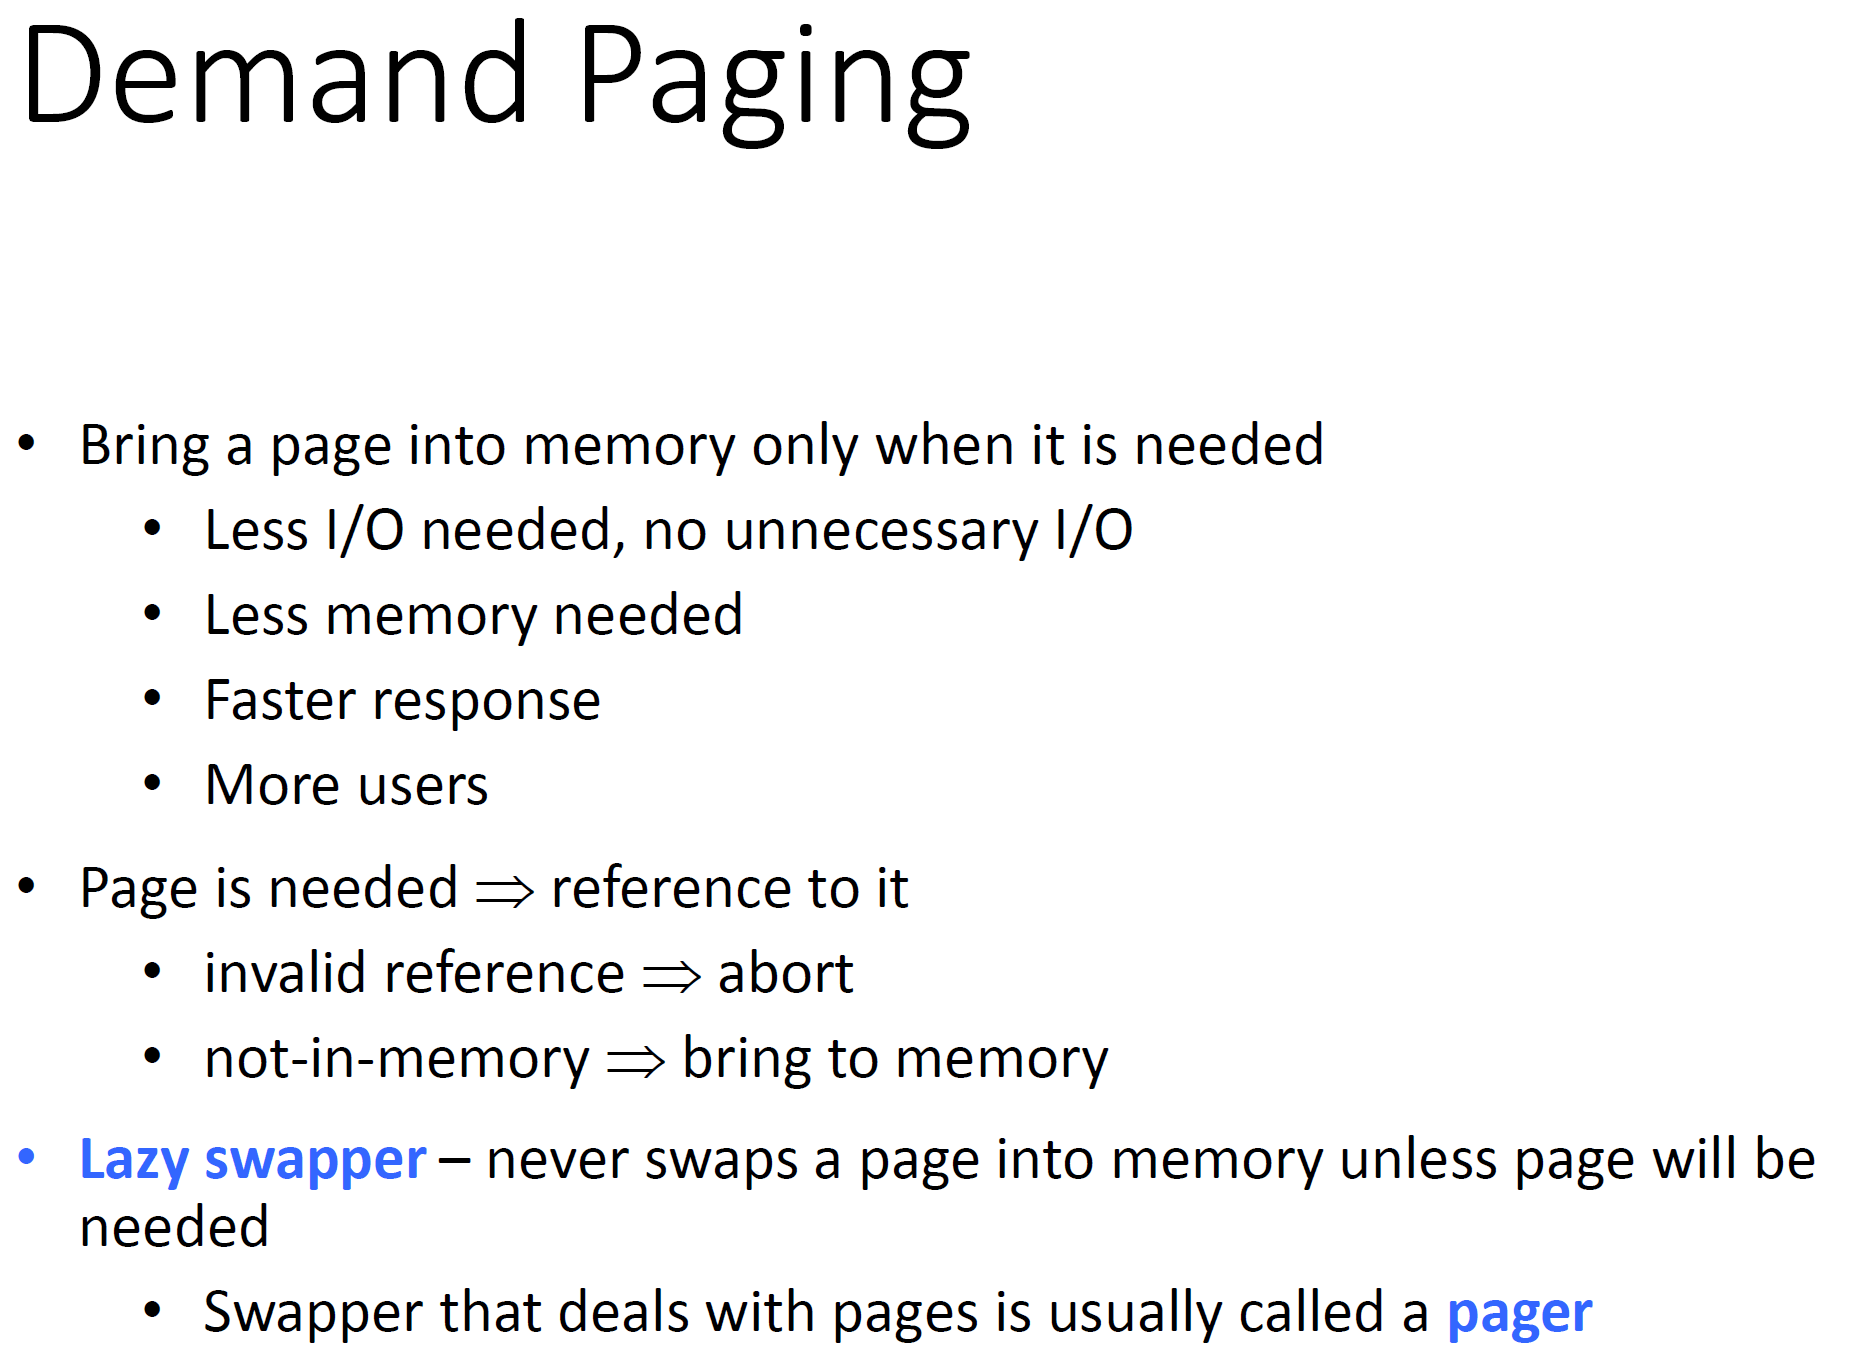 Demand Paging
• Bring a page into memory only when it is needed
• Less I/O needed, no unnecessary I/O
• Less memory needed
• Faster response
• More users
• Page is needed ⇒ reference to it
• invalid reference ⇒ abort
• not-in-memory ⇒ bring to memory
• Lazy swapper – never swaps a page into memory unless page will be
needed
• Swapper that deals with pages is usually called a pager